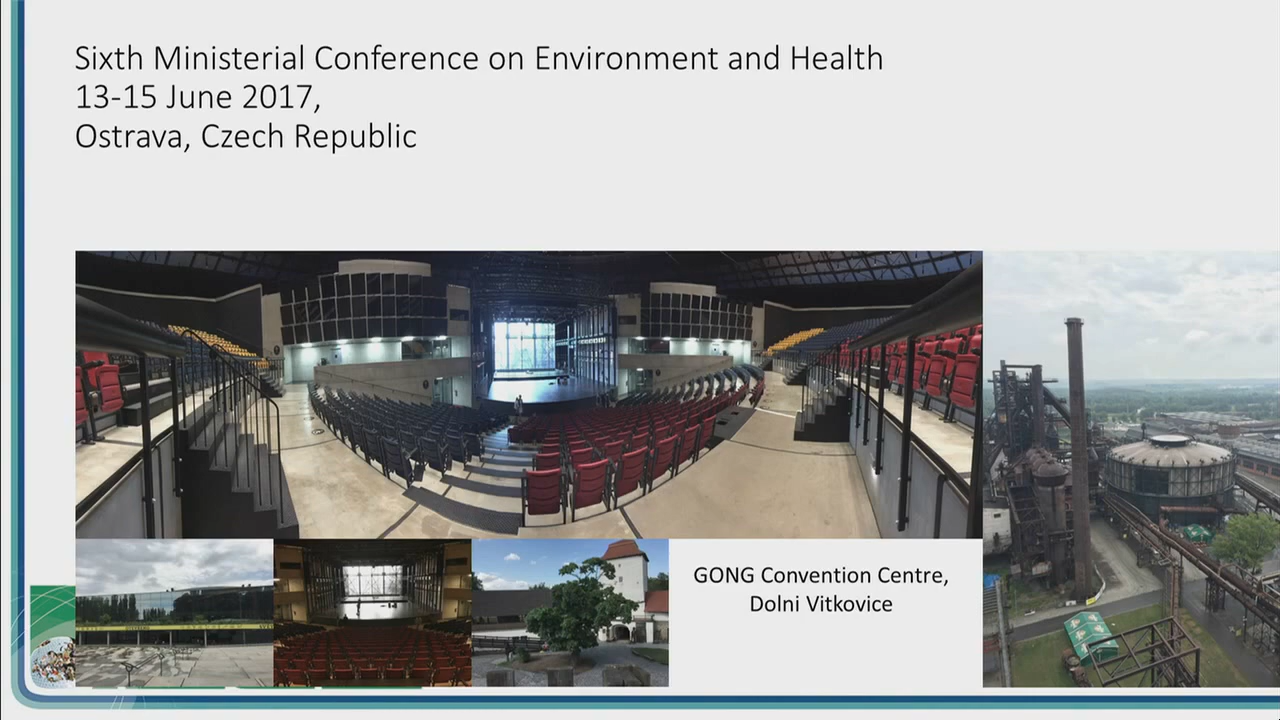 Sixth Ministerial Conference on Environment and Health
13-15 June 2017,
Ostrava, Czech Republic
GONG Convention Centre,
Dolni Vitkovice